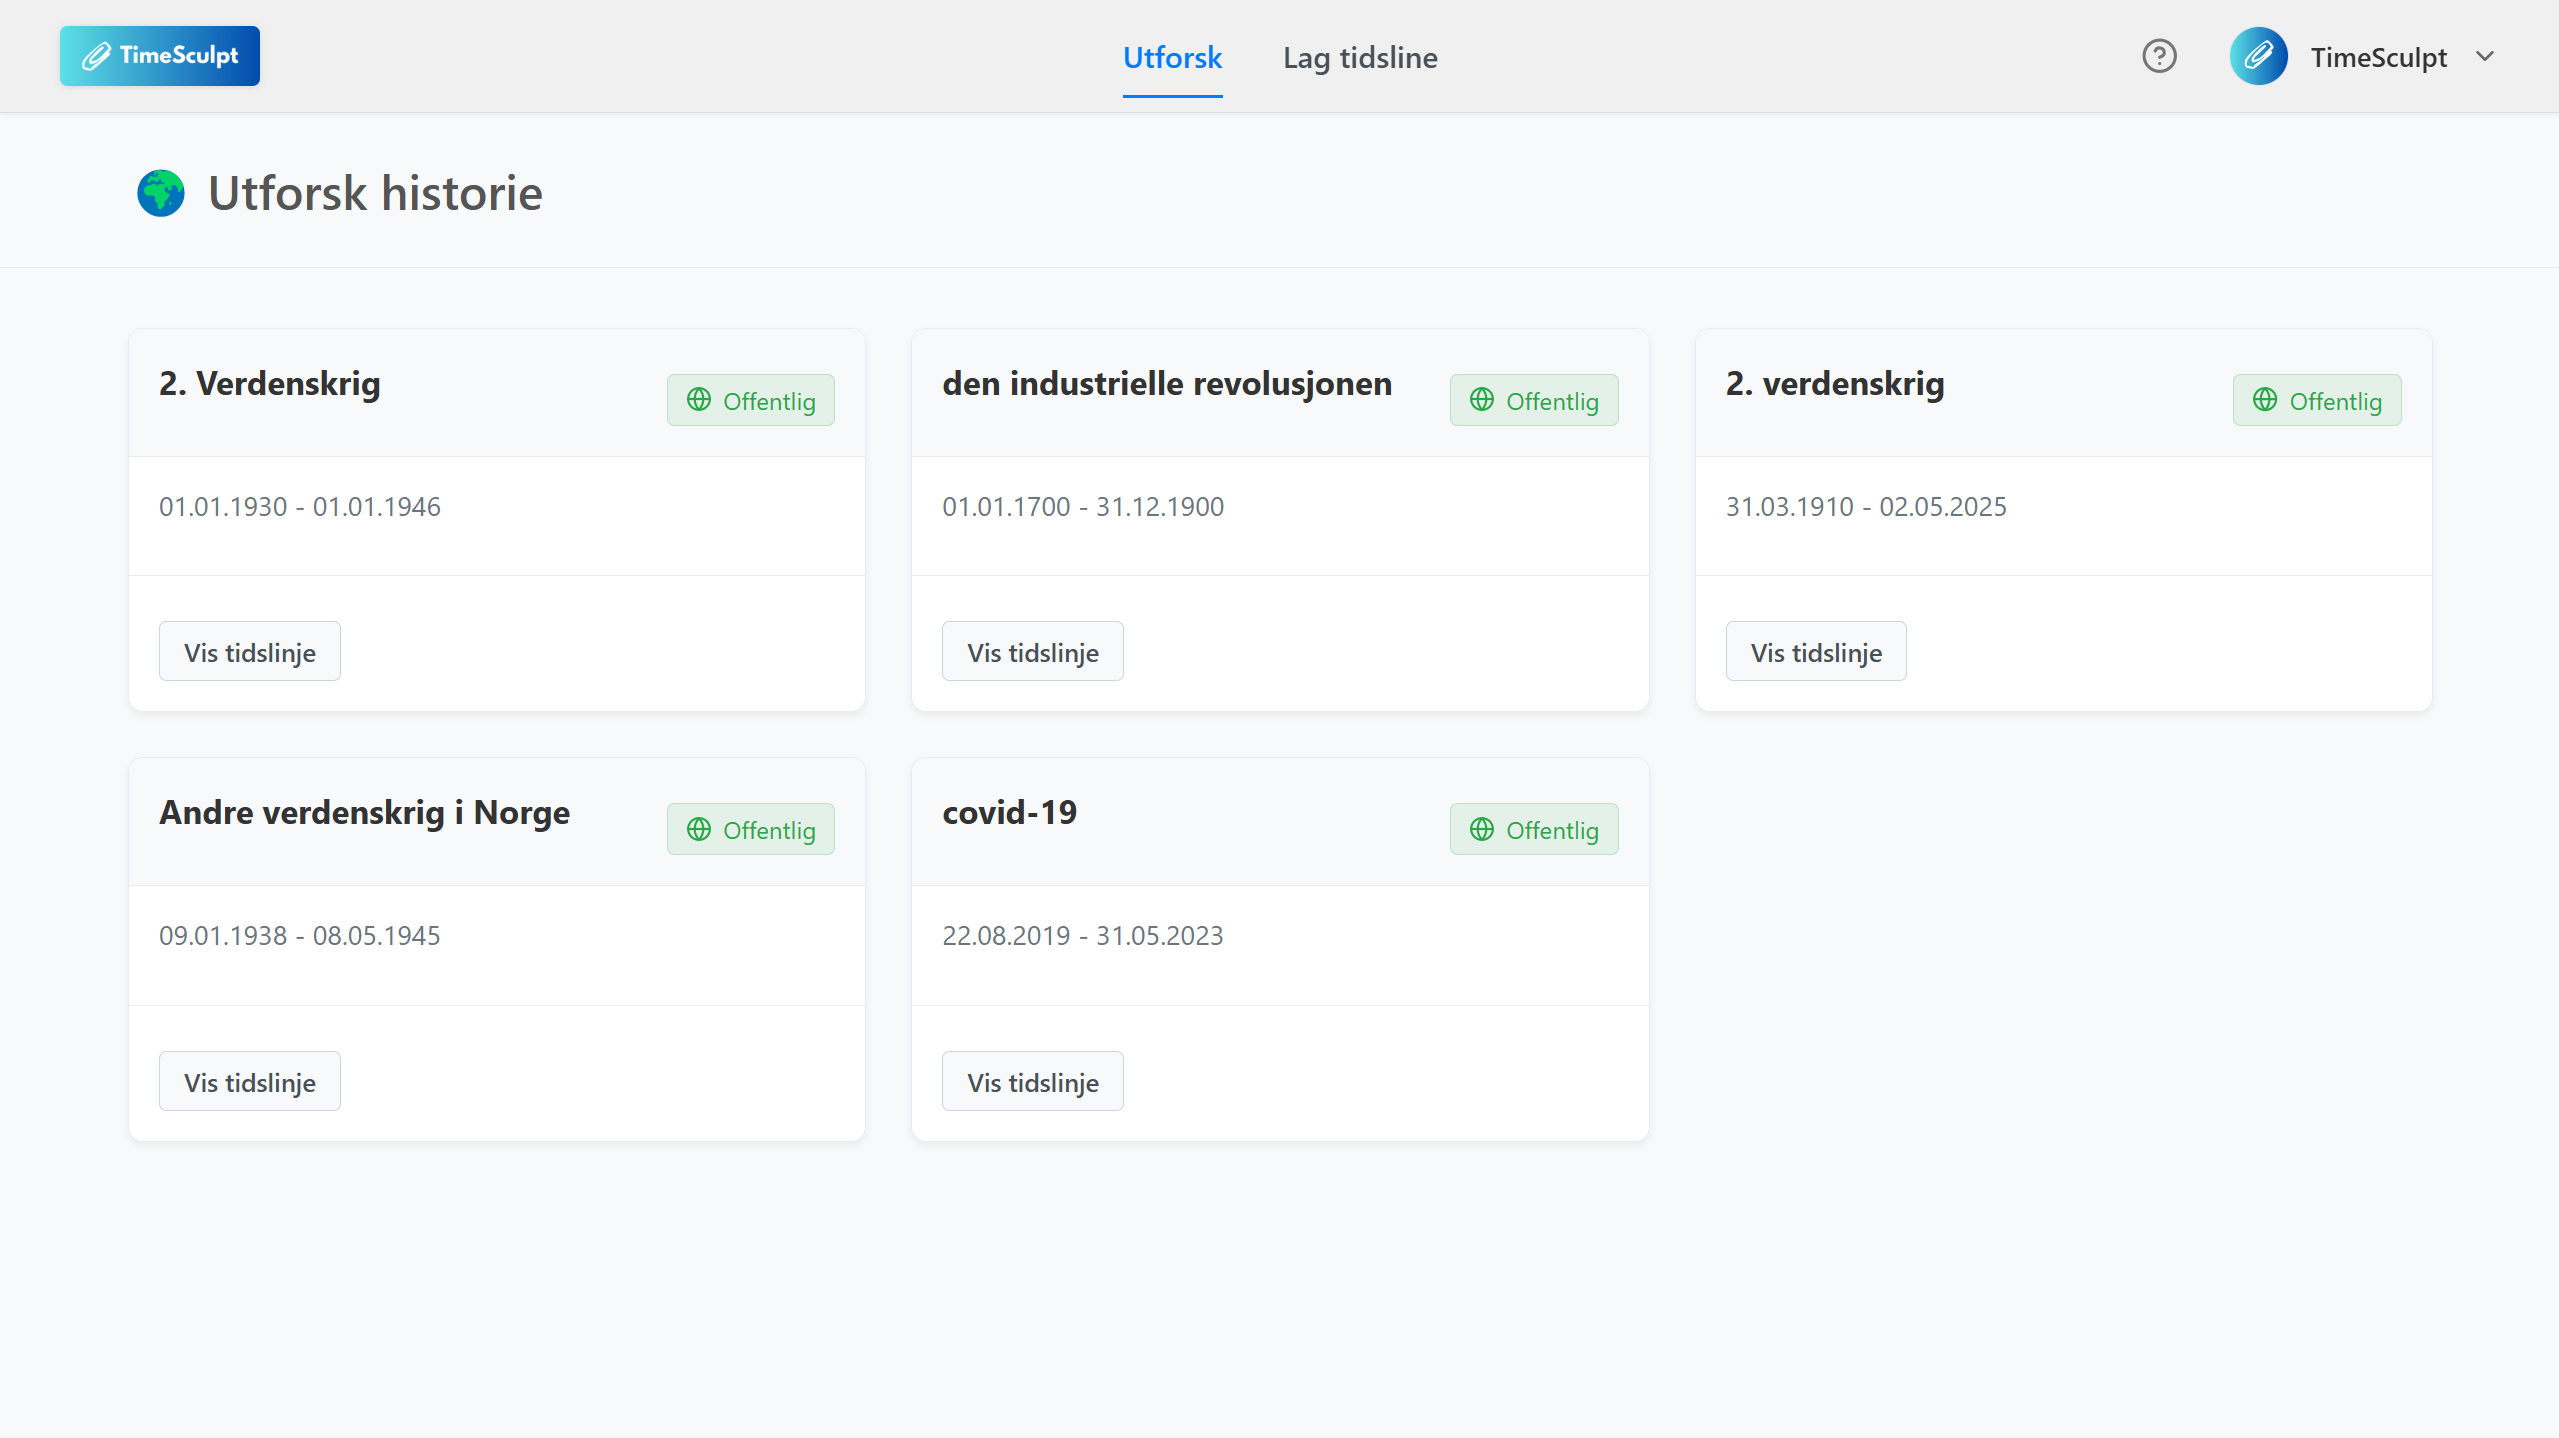 TimeSculpt
Utforsk
Lag tidsline
TimeSculpt
Utforsk historie
2. Verdenskrig
Offentlig
01.01.1930 - 01.01.1946
Vis tidslinje
den industrielle revolusjonen
Offentlig
01.01.1700 - 31.12.1900
Vis tidslinje
2. verdenskrig
Offentlig
31.03.1910 - 02.05.2025
Vis tidslinje
Andre verdenskrig i Norge
Offentlig
09.01.1938 - 08.05.1945
Vis tidslinje
covid-19
Offentlig
22.08.2019 - 31.05.2023
Vis tidslinje